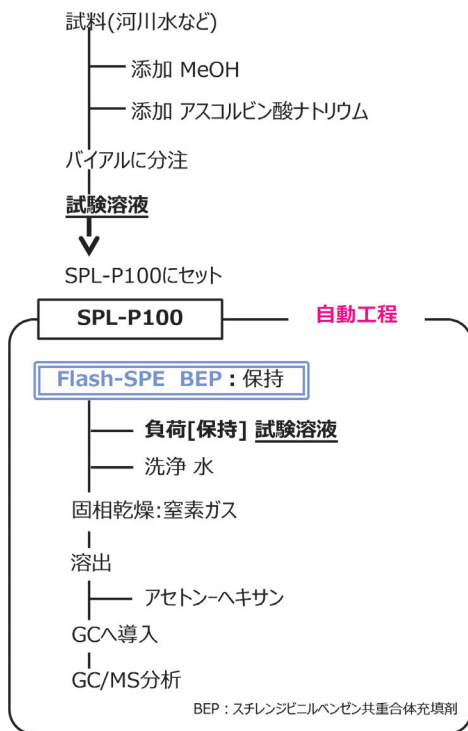 試料(河川水など)
添加 MeOH
添加 アスコルビン酸ナトリウム
バイアルに分注
試験溶液
SPL-P100にセット
SPL-P100
自動工程
Flash-SPE BEP：保持
負荷[保持] 試験溶液
洗浄 水
固相乾燥:窒素ガス
溶出
アセトン-ヘキサン
GCへ導入
GC/MS分析
BEP：スチレンジビニルベンゼン共重合体充填剤